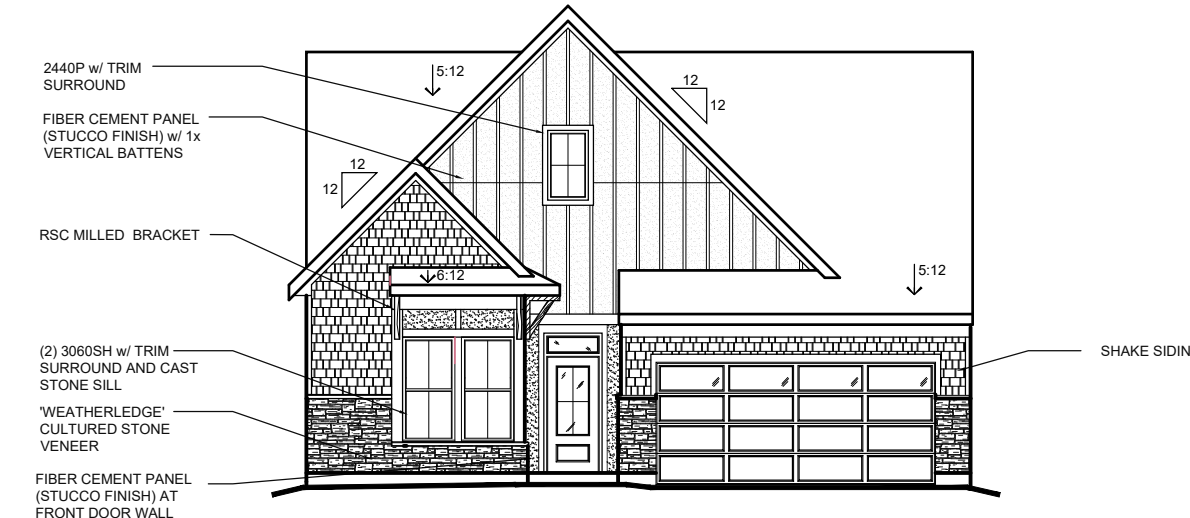 2440P w/ TRIM
SURROUND
FIBER CEMENT PANEL
(STUCCO FINISH) w/ 1x
VERTICAL BATTENS
RSC MILLED BRACKET
(2) 3060SH w/ TRIM
SURROUND AND CAST
STONE SILL
'WEATHERLEDGE'
CULTURED STONE
VENEER
FIBER CEMENT PANEL
(STUCCO FINISH) AT
FRONT DOOR WALL
5:12
12
12
12
12
6:12
5:12
SHAKE SIDIN